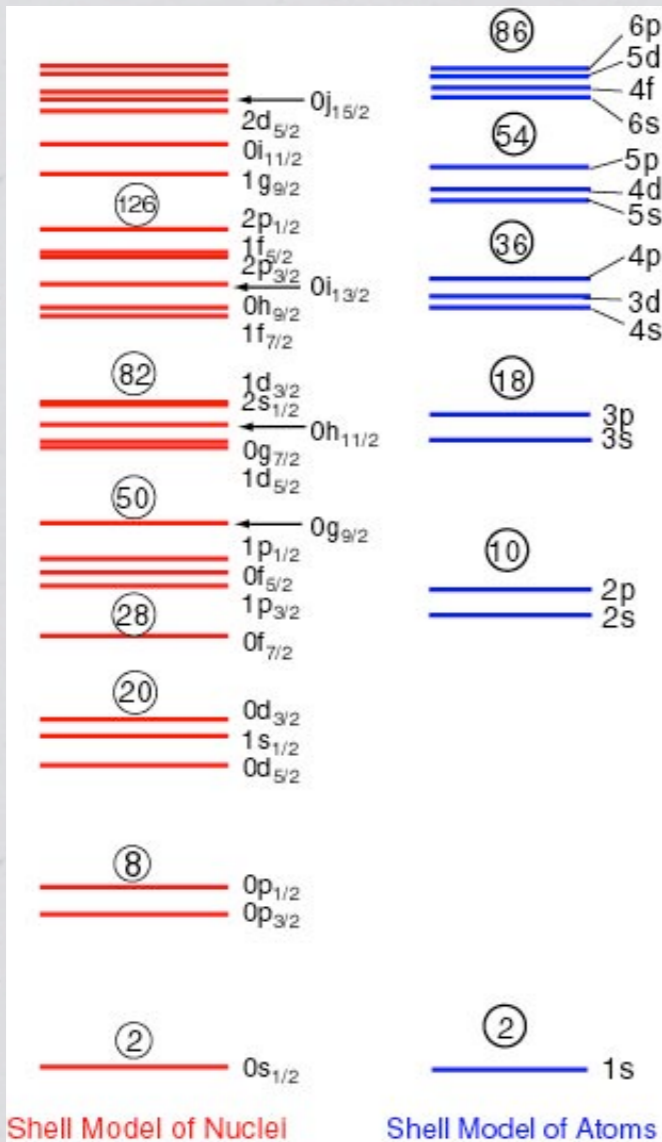 0j15/2
2d5/2
0i11/2
1g9/2
126
2p1/2
1f5/2
2p3/2
0i13/2
0h9/2
1f7/2
82
1d3/2
2s1/2
0h11/2
0g7/2
1d5/2
50
0g9/2
1p1/2
0f5/2
1p3/2
28
0f7/2
20
0d3/2
1s1/2
0d5/2
8
0p1/2
0p3/2
2
0s1/2
Shell Model of Nuclei
86
6p
5d
4f
6s
54
5p
4d
5s
36
4p
3d
4s
18
3p
3s
10
2p
2s
2
1s
Shell Model of Atoms